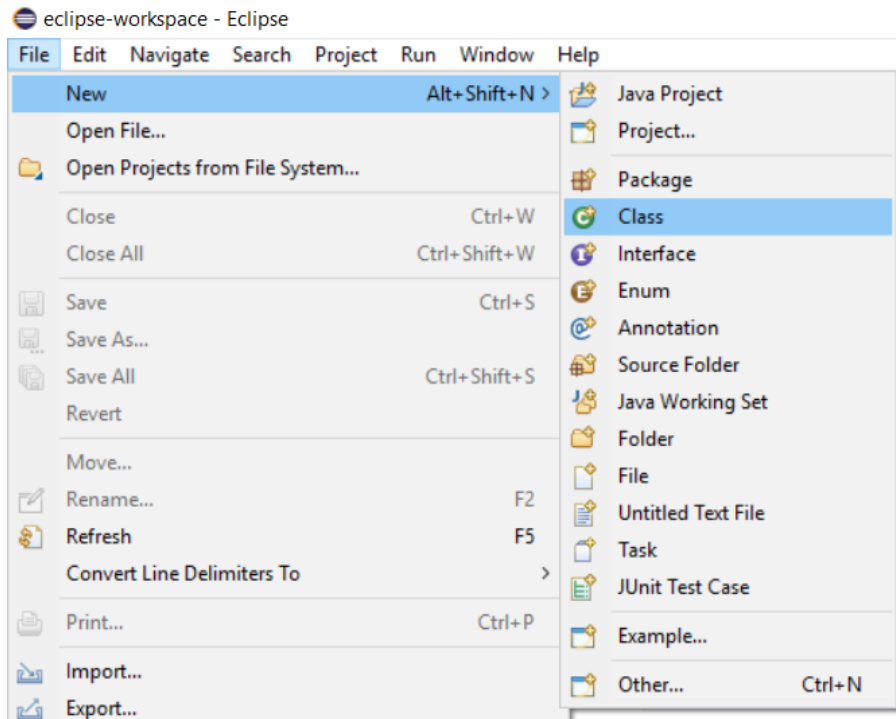 eclipse-workspace - Eclipse
File Edit Navigate Search Project Run Window Help
New Alt+Shift+N >
Open File...
Open Projects from File System...
Close Ctrl+W
Close All Ctrl+Shift+W
Save Ctrl+S
Save As...
Save All Ctrl+Shift+S
Revert
Move...
Rename... F2
Refresh F5
Convert Line Delimiters To >
Print... Ctrl+P
Import...
Export...
Java Project
Project...
Package
Class
Interface
Enum
Annotation
Source Folder
Java Working Set
Folder
File
Untitled Text File
Task
JUnit Test Case
Example...
Other... Ctrl+N